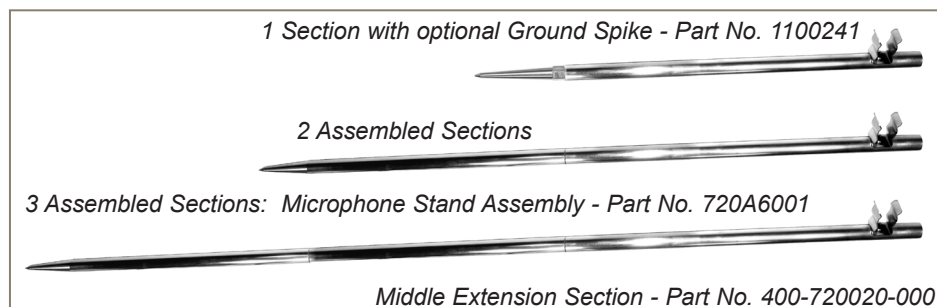 1 Section with optional Ground Spike - Part No. 1100241
2 Assembled Sections
3 Assembled Sections:  Microphone Stand Assembly - Part No. 720A6001
Middle Extension Section - Part No. 400-720020-000